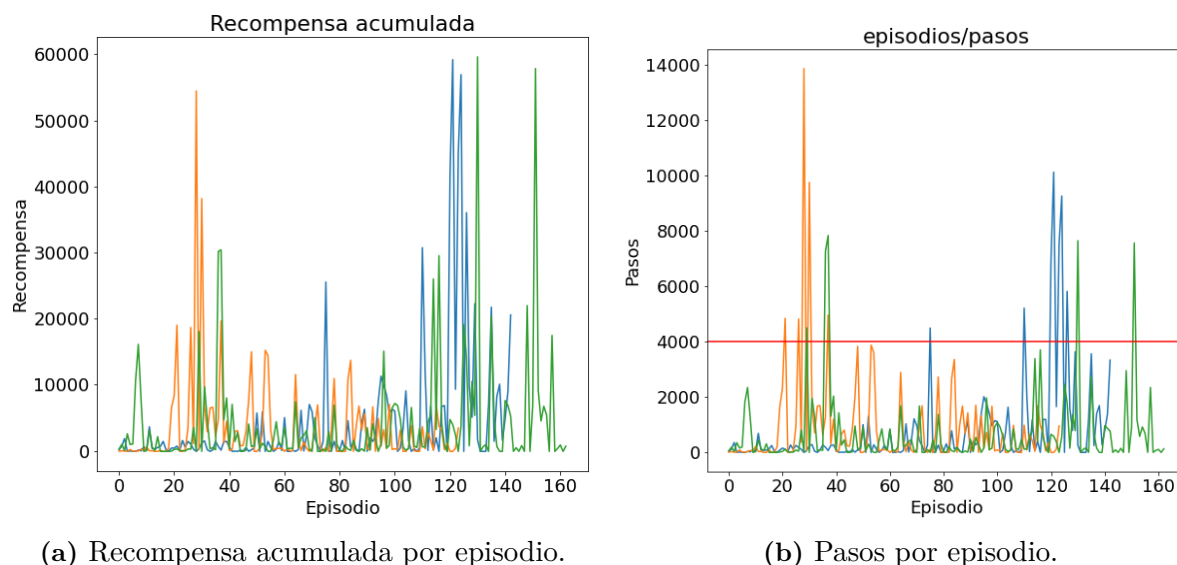 Recompensa acumulada
60000
50000
40000
30000
20000
10000
0
Recompensa
0 20 40 60 80 100 120 140 160
Episodio
(a) Recompensa acumulada por episodio.
episodios/pasos
14000
12000
10000
8000
6000
4000
2000
0
Pasos
0 20 40 60 80 100 120 140 160
Episodio
(b) Pasos por episodio.